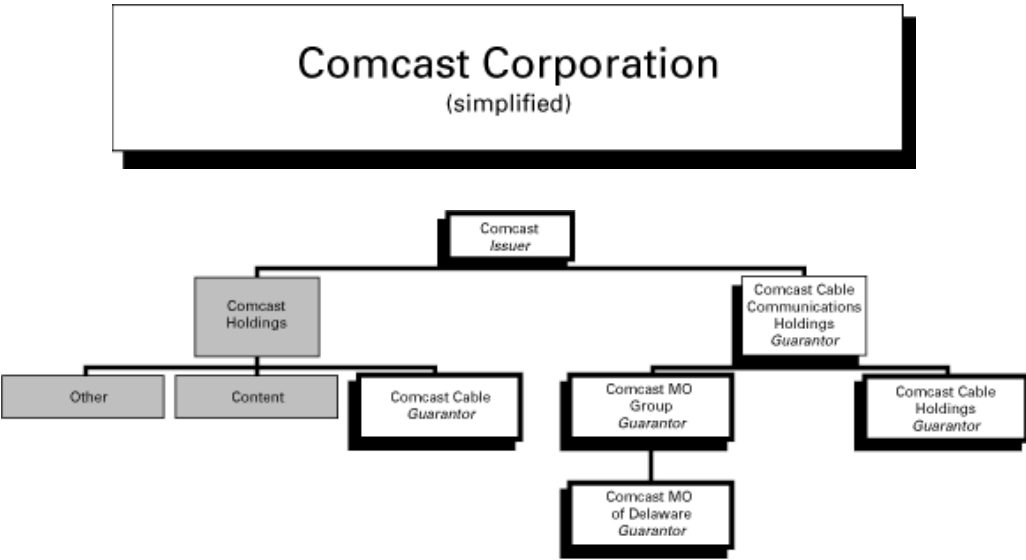 Comcast Corporation
(simplified)
Comcast
Issuer
Comcast
Holdings
Comcast Cable
Communications
Holdings
Guarantor
Other
Content
Comcast Cable
Guarantor
Comcast MO
Group
Guarantor
Comcast Cable
Holdings
Guarantor
Comcast MO
of Delaware
Guarantor